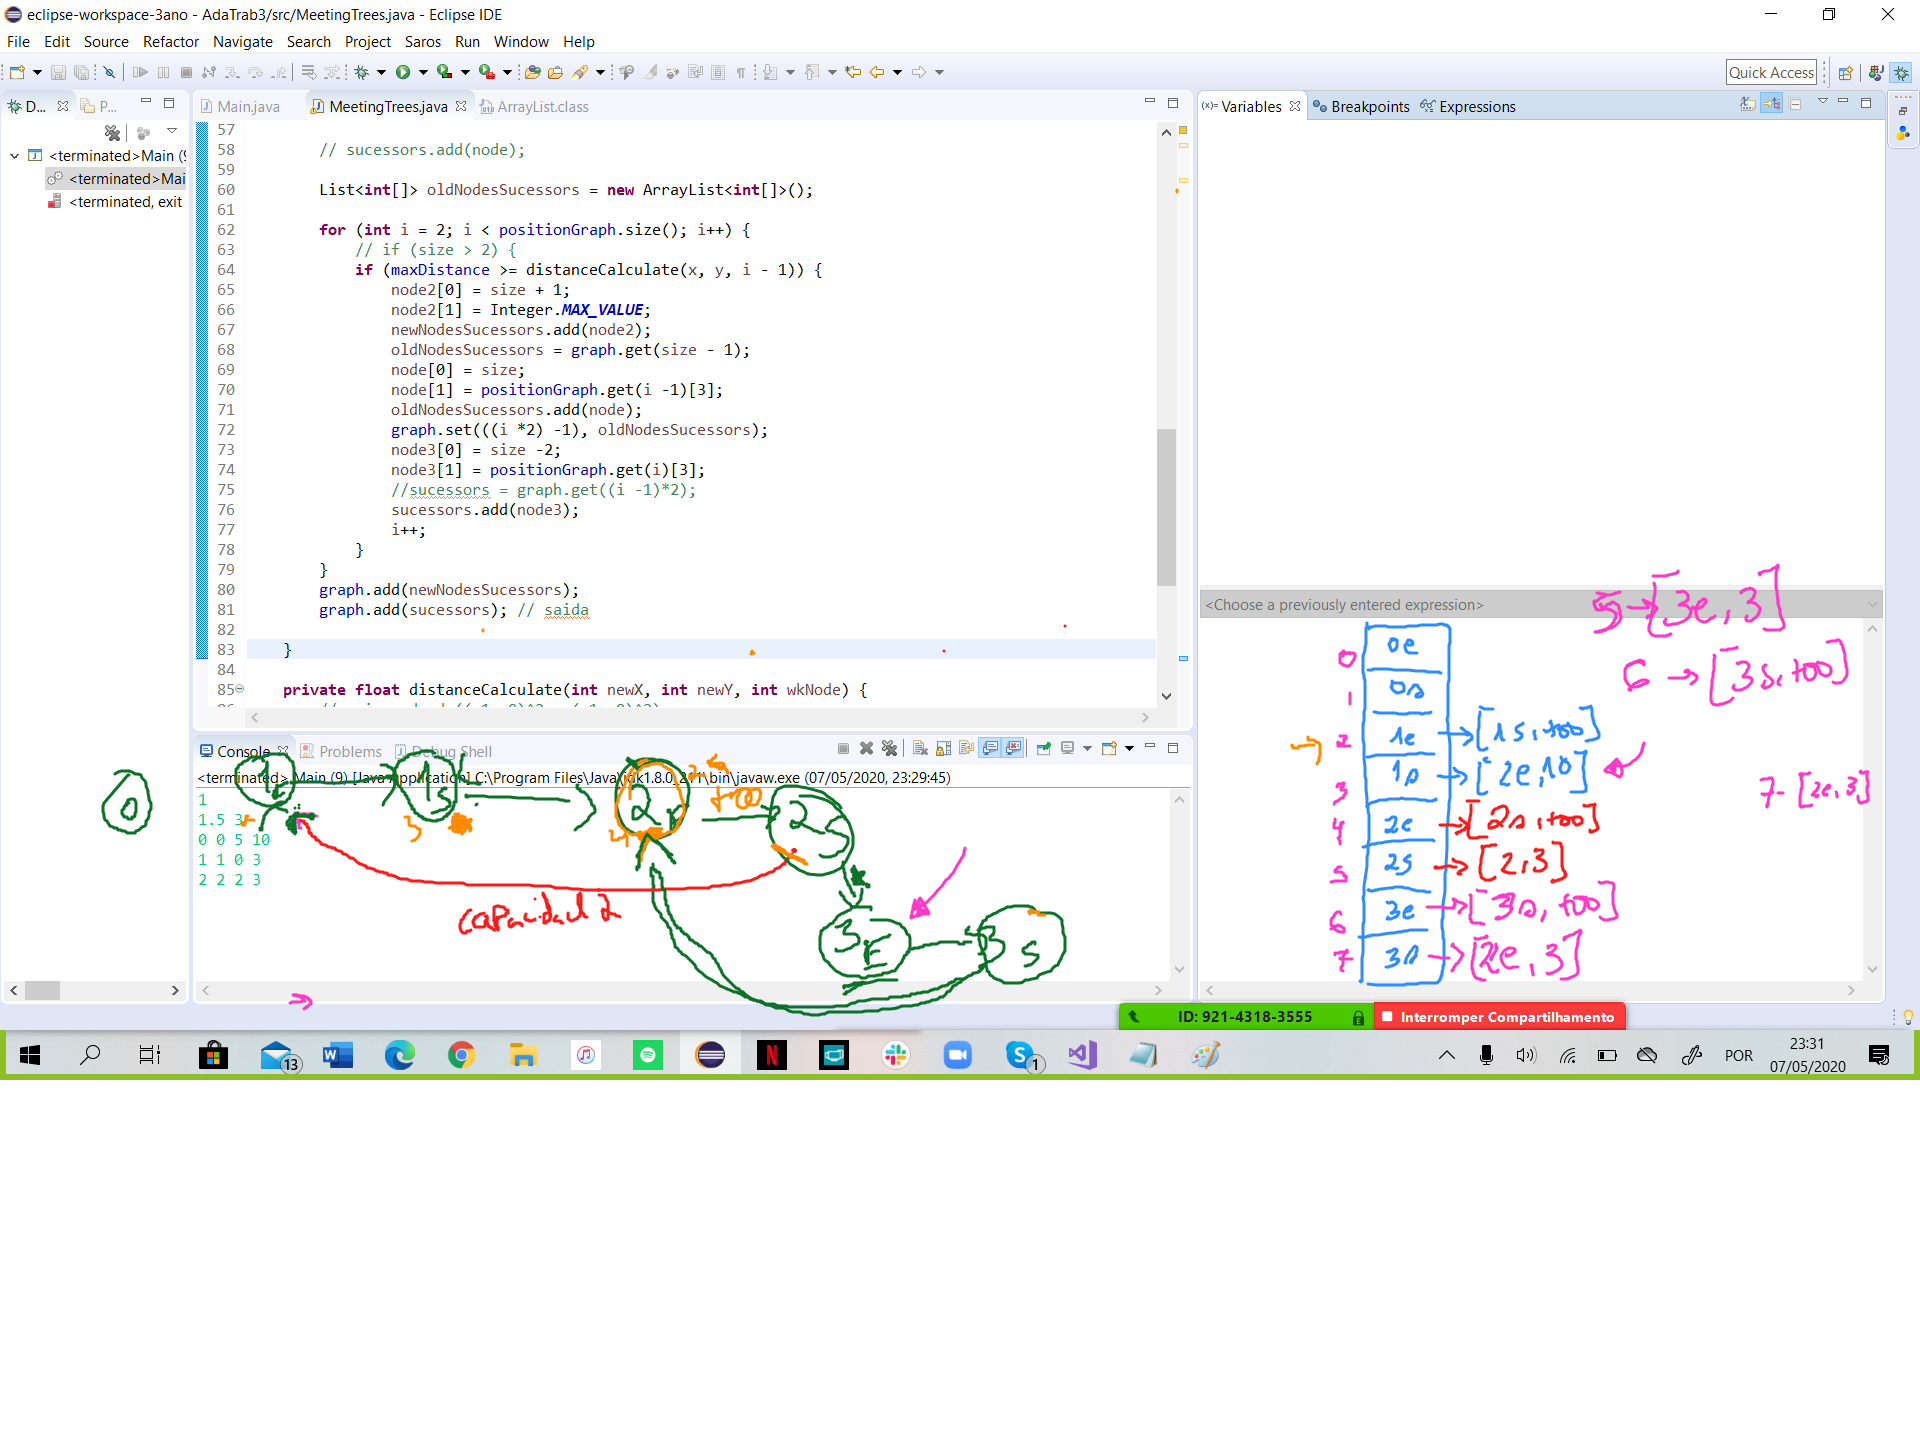 eclipse-workspace-3ano - AdaTrab3/src/MeetingTrees.java - Eclipse IDE
File Edit Source Refactor Navigate Search Project Saros Run Window Help
Quick Access
D... P...
<terminated>Main (9
<terminated>Mai
<terminated, exit
Main.java MeetingTrees.java ArrayList.class
57
58 // sucessors.add(node);
59
60 List<int[]> oldNodesSucessors = new ArrayList<int[]>();
61
62 for (int i = 2; i < positionGraph.size(); i++) {
63 // if (size > 2) {
64 if (maxDistance >= distanceCalculate(x, y, i - 1)) {
65 node2[0] = size + 1;
66 node2[1] = Integer.MAX_VALUE;
67 newNodesSucessors.add(node2);
68 oldNodesSucessors = graph.get(size - 1);
69 node[0] = size;
70 node[1] = positionGraph.get(i -1)[3];
71 oldNodesSucessors.add(node);
72 graph.set(((i *2) -1), oldNodesSucessors);
73 node3[0] = size -2;
74 node3[1] = positionGraph.get(i)[3];
75 //sucessors = graph.get((i -1)*2);
76 sucessors.add(node3);
77 i++;
78 }
79 }
80 graph.add(newNodesSucessors);
81 graph.add(sucessors); // saida
82
83 }
84
85 private float distanceCalculate(int newX, int newY, int wkNode) {
(x)= Variables Breakpoints Expressions
<Choose a previously entered expression>
5→[3e,3]
6→[3s,+∞]
0 0e
1 0s
2 1e →[1s,+∞]
3 1s →[2e,10]
7-[2e,3]
4 2e →[2s,+∞]
5 2s →[2,3]
6 3e →[3s,+∞]
7 3s →[2e,3]
Console Problems Debug Shell
<terminated> Main (9) [Java Application] C:\Program Files\Java\jdk1.8.0_211\bin\javaw.exe (07/05/2020, 23:29:45)
1
1.5 3
0 0 5 10
1 1 0 3
2 2 2 3
0
1E
1S
3
2
4
+∞
2S
capacidad 2
3E
3S
ID: 921-4318-3555 Interromper Compartilhamento
13
1
POR
23:31
07/05/2020